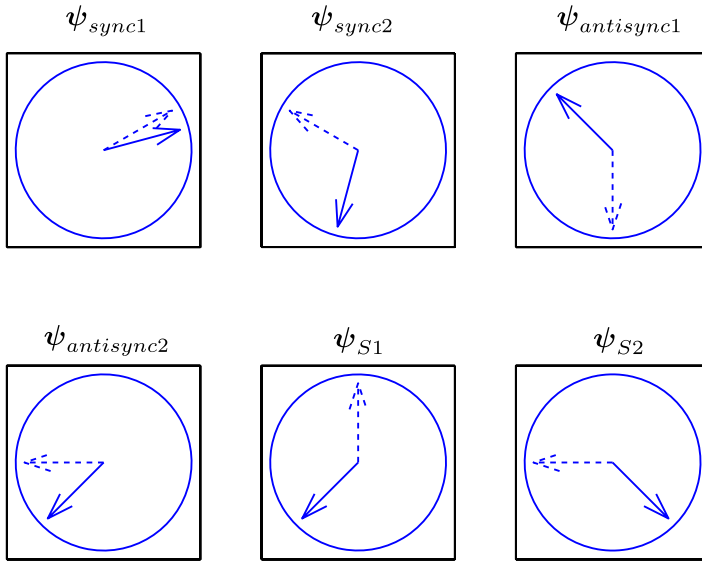 ψ_{sync1}
ψ_{sync2}
ψ_{antisync1}
ψ_{antisync2}
ψ_{S1}
ψ_{S2}